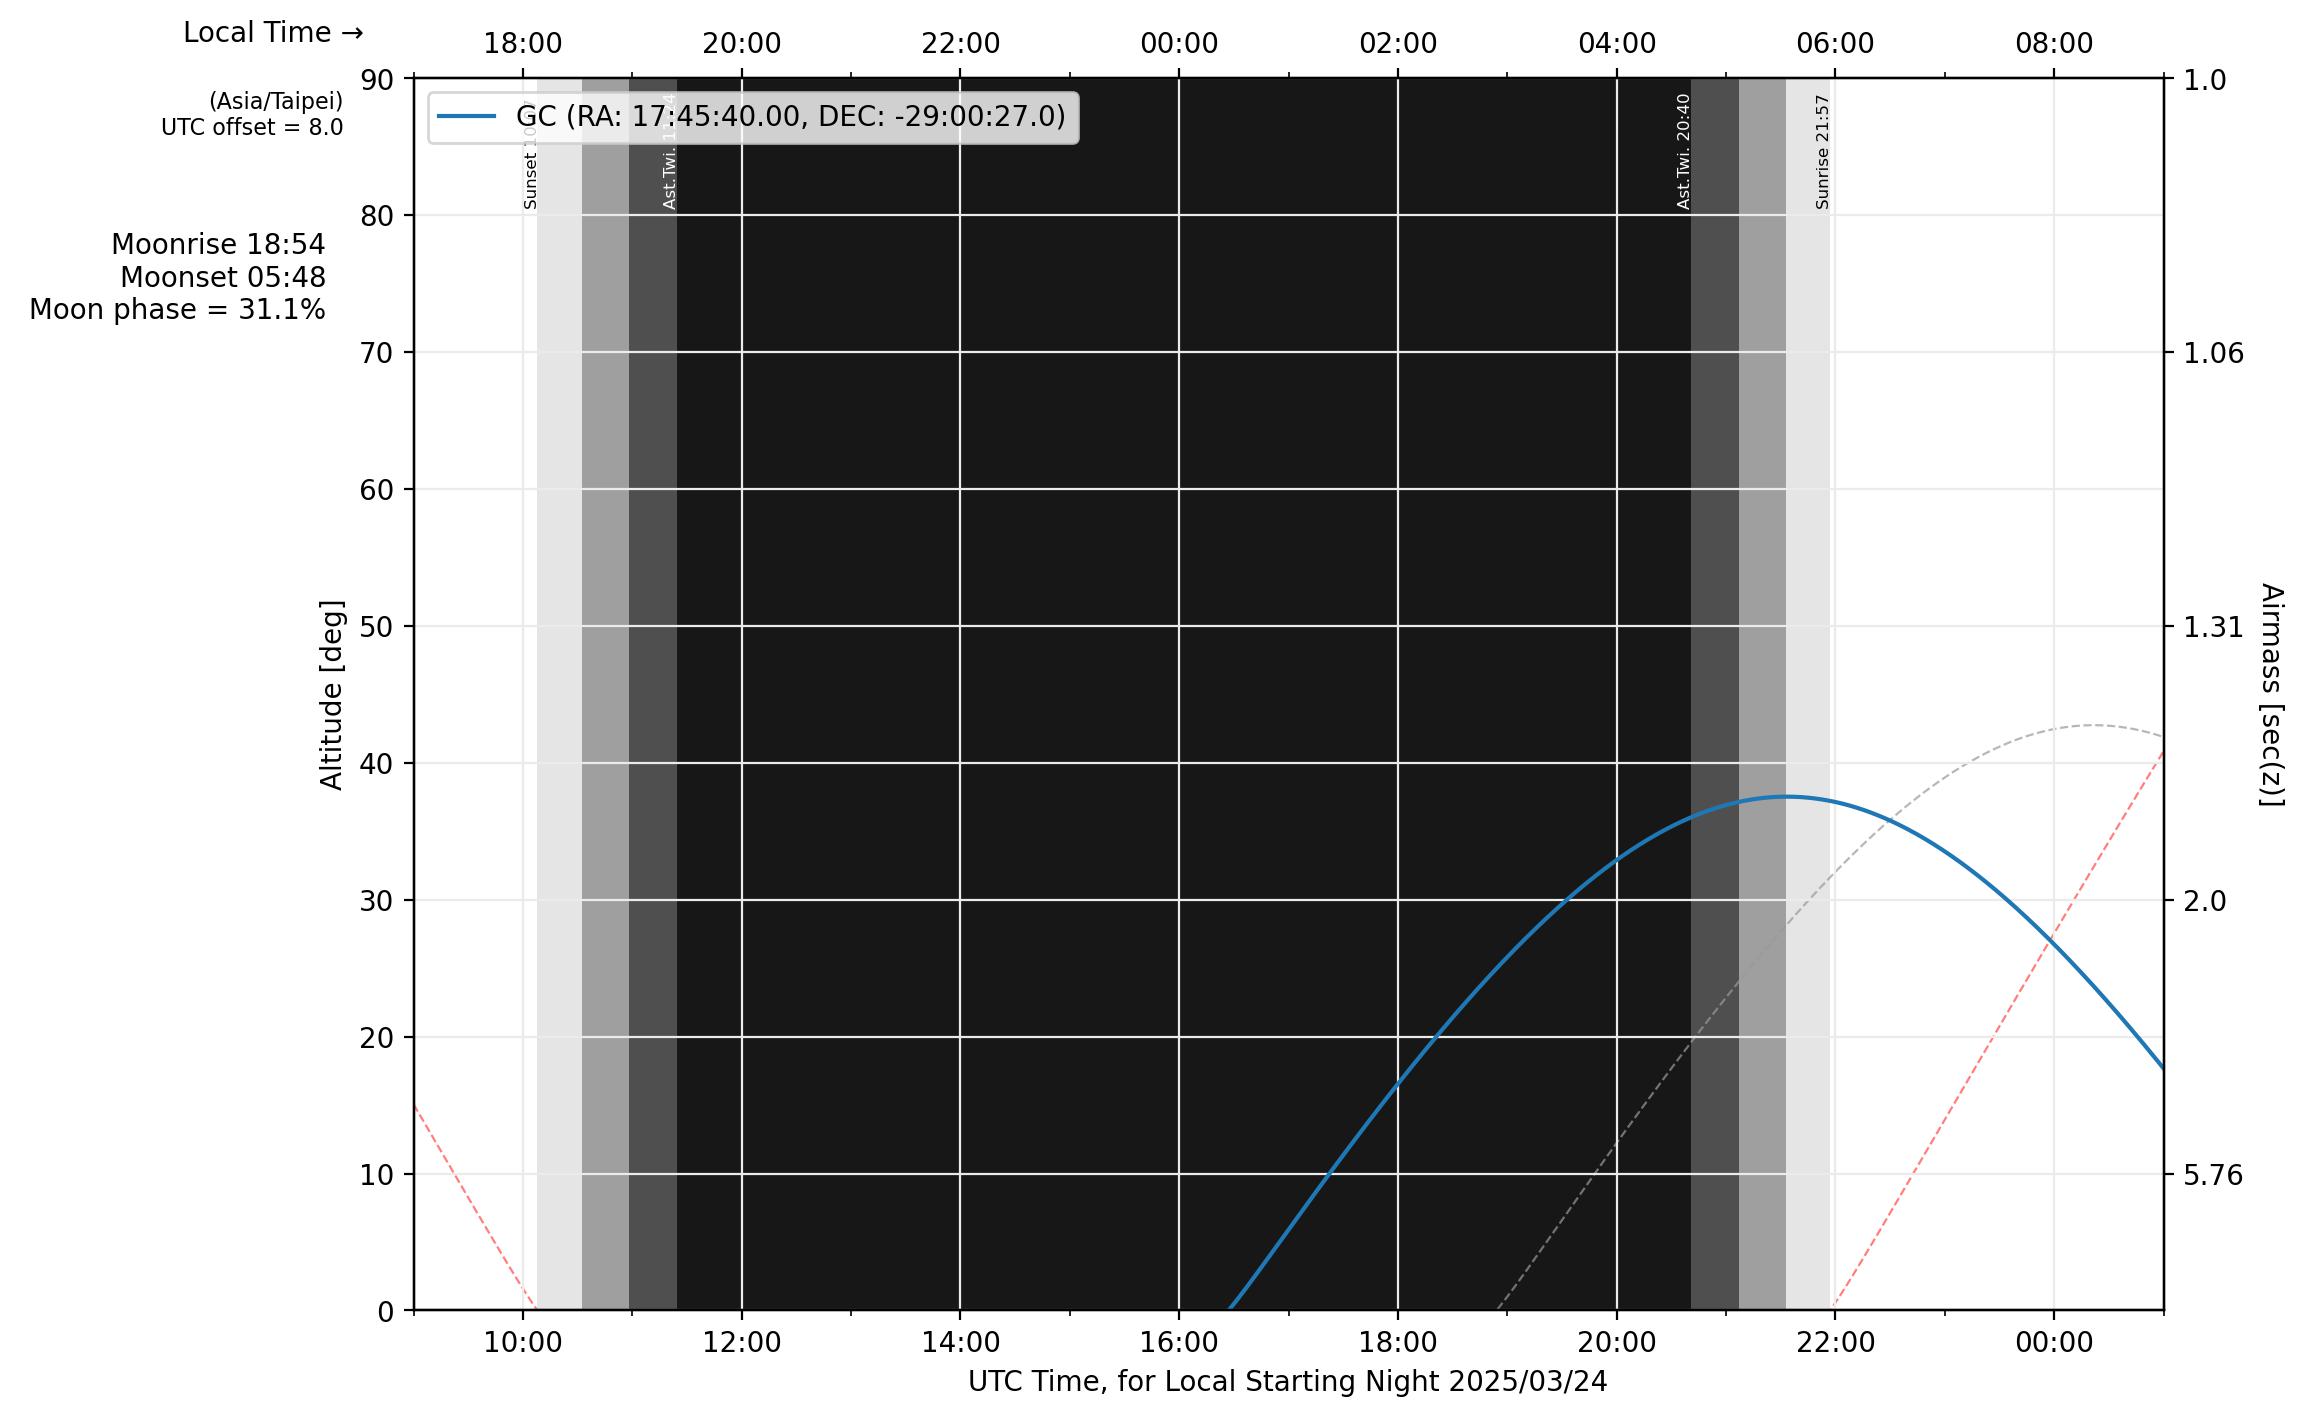 Local Time →
18:00 20:00 22:00 00:00 02:00 04:00 06:00 08:00
(Asia/Taipei)
UTC offset = 8.0
Moonrise 18:54
Moonset 05:48
Moon phase = 31.1%
GC (RA: 17:45:40.00, DEC: -29:00:27.0)
Sunset
Ast.Twi.
Ast.Twi. 20:40
Sunrise 21:57
Altitude [deg]
90
80
70
60
50
40
30
20
10
0
1.0
1.06
1.31
2.0
5.76
Airmass [sec(z)]
10:00 12:00 14:00 16:00 18:00 20:00 22:00 00:00
UTC Time, for Local Starting Night 2025/03/24